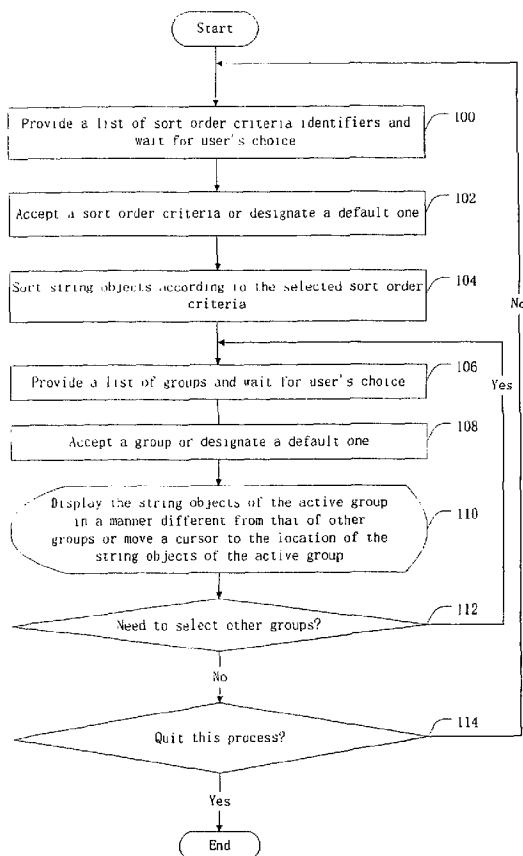 Start
Provide a list of sort order criteria identifiers and
wait for user's choice
100
Accept a sort order criteria or designate a default one
102
Sort string objects according to the selected sort order
criteria
104
No
Provide a list of groups and wait for user's choice
106
Yes
Accept a group or designate a default one
108
Display the string objects of the active group
in a manner different from that of other
groups or move a cursor to the location of the
string objects of the active group
110
Need to select other groups?
112
No
Quit this process?
114
Yes
End